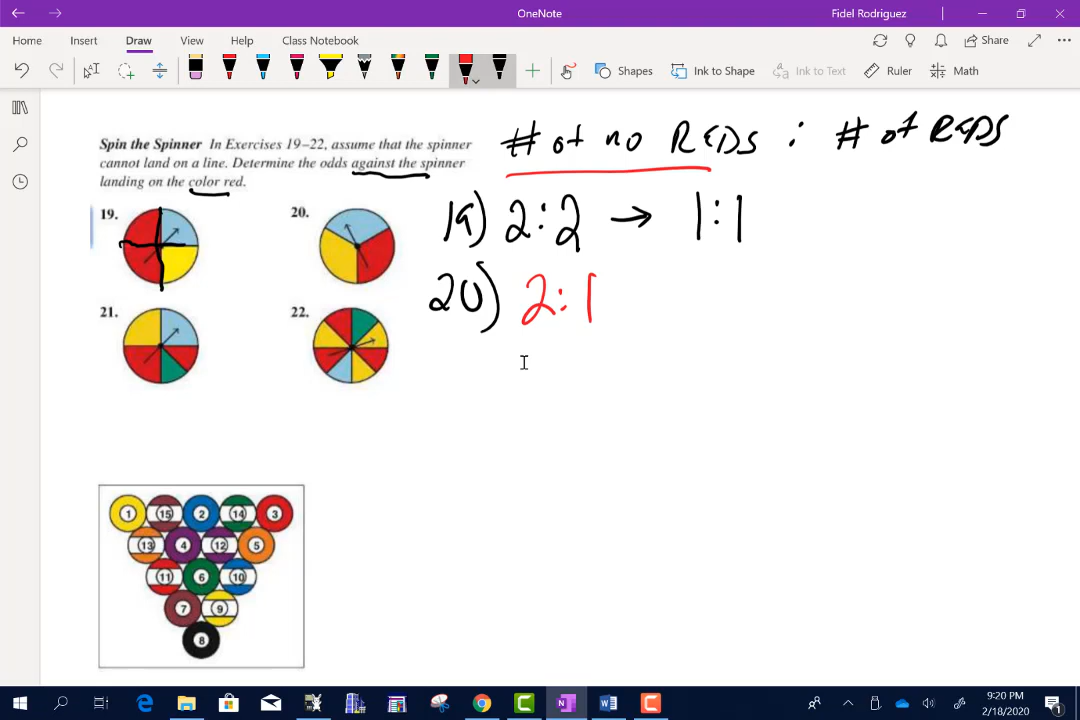 OneNote
Fidel Rodriguez
Home Insert Draw View Help Class Notebook
Share
Shapes Ink to Shape Ink to Text Ruler Math
Spin the Spinner In Exercises 19–22, assume that the spinner
cannot land on a line. Determine the odds against the spinner
landing on the color red.
# of no REDS : # of REDS
19.
20.
19) 2:2 → 1:1
20) 2:1
21.
22.
1 15 2 14 3
13 4 12 5
11 6 10
7 9
8
9:20 PM
2/18/2020
1